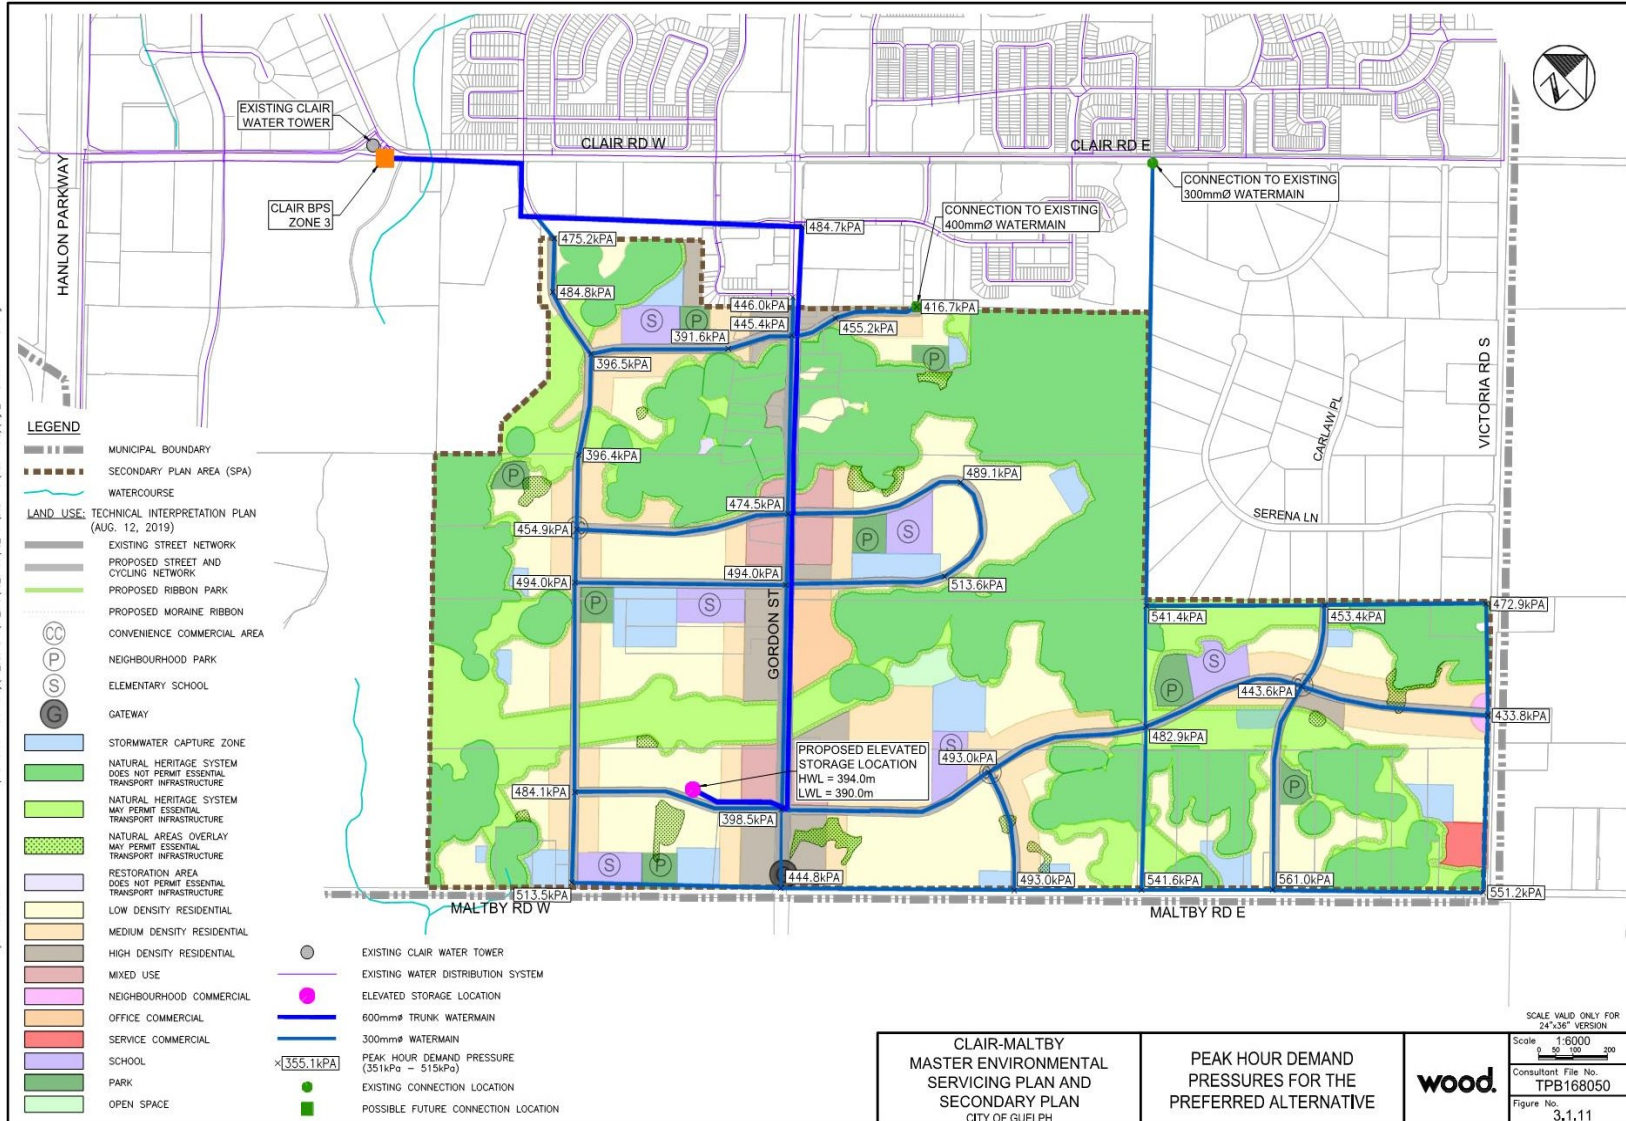 EXISTING CLAIR
WATER TOWER
CLAIR RD W
CLAIR RD E
HANLON PARKWAY
CLAIR BPS
ZONE 3
CONNECTION TO EXISTING
300mmØ WATERMAIN
CONNECTION TO EXISTING
400mmØ WATERMAIN
484.7kPA
475.2kPA
484.8kPA
446.0kPA
416.7kPA
445.4kPA
455.2kPA
391.6kPA
396.5kPA
S
P
P
VICTORIA RD S
CARLAW PL
SERENA LN
396.4kPA
P
489.1kPA
474.5kPA
454.9kPA
P
S
494.0kPA
494.0kPA
513.6kPA
P
S
GORDON ST
541.4kPA
453.4kPA
472.9kPA
S
P
443.6kPA
433.8kPA
482.9kPA
PROPOSED ELEVATED
STORAGE LOCATION
HWL = 394.0m
LWL = 390.0m
S
493.0kPA
P
484.1kPA
398.5kPA
S
P
444.8kPA
513.5kPA
493.0kPA
541.6kPA
561.0kPA
551.2kPA
MALTBY RD W
MALTBY RD E
LEGEND
MUNICIPAL BOUNDARY
SECONDARY PLAN AREA (SPA)
WATERCOURSE
LAND USE: TECHNICAL INTERPRETATION PLAN
(AUG. 12, 2019)
EXISTING STREET NETWORK
PROPOSED STREET AND
CYCLING NETWORK
PROPOSED RIBBON PARK
PROPOSED MORAINE RIBBON
CC CONVENIENCE COMMERCIAL AREA
P NEIGHBOURHOOD PARK
S ELEMENTARY SCHOOL
G GATEWAY
STORMWATER CAPTURE ZONE
NATURAL HERITAGE SYSTEM
DOES NOT PERMIT ESSENTIAL
TRANSPORT INFRASTRUCTURE
NATURAL HERITAGE SYSTEM
MAY PERMIT ESSENTIAL
TRANSPORT INFRASTRUCTURE
NATURAL AREAS OVERLAY
MAY PERMIT ESSENTIAL
TRANSPORT INFRASTRUCTURE
RESTORATION AREA
DOES NOT PERMIT ESSENTIAL
TRANSPORT INFRASTRUCTURE
LOW DENSITY RESIDENTIAL
MEDIUM DENSITY RESIDENTIAL
HIGH DENSITY RESIDENTIAL
MIXED USE
NEIGHBOURHOOD COMMERCIAL
OFFICE COMMERCIAL
SERVICE COMMERCIAL
SCHOOL
PARK
OPEN SPACE
EXISTING CLAIR WATER TOWER
EXISTING WATER DISTRIBUTION SYSTEM
ELEVATED STORAGE LOCATION
600mmø TRUNK WATERMAIN
300mmø WATERMAIN
×355.1kPA PEAK HOUR DEMAND PRESSURE
(351kPa – 515kPa)
EXISTING CONNECTION LOCATION
POSSIBLE FUTURE CONNECTION LOCATION
CLAIR-MALTBY
MASTER ENVIRONMENTAL
SERVICING PLAN AND
SECONDARY PLAN
CITY OF GUELPH
PEAK HOUR DEMAND
PRESSURES FOR THE
PREFERRED ALTERNATIVE
wood.
SCALE VALID ONLY FOR
24"x36" VERSION
Scale 1:6000
0 50 100 200
Consultant File No.
TPB168050
Figure No.
3.1.11